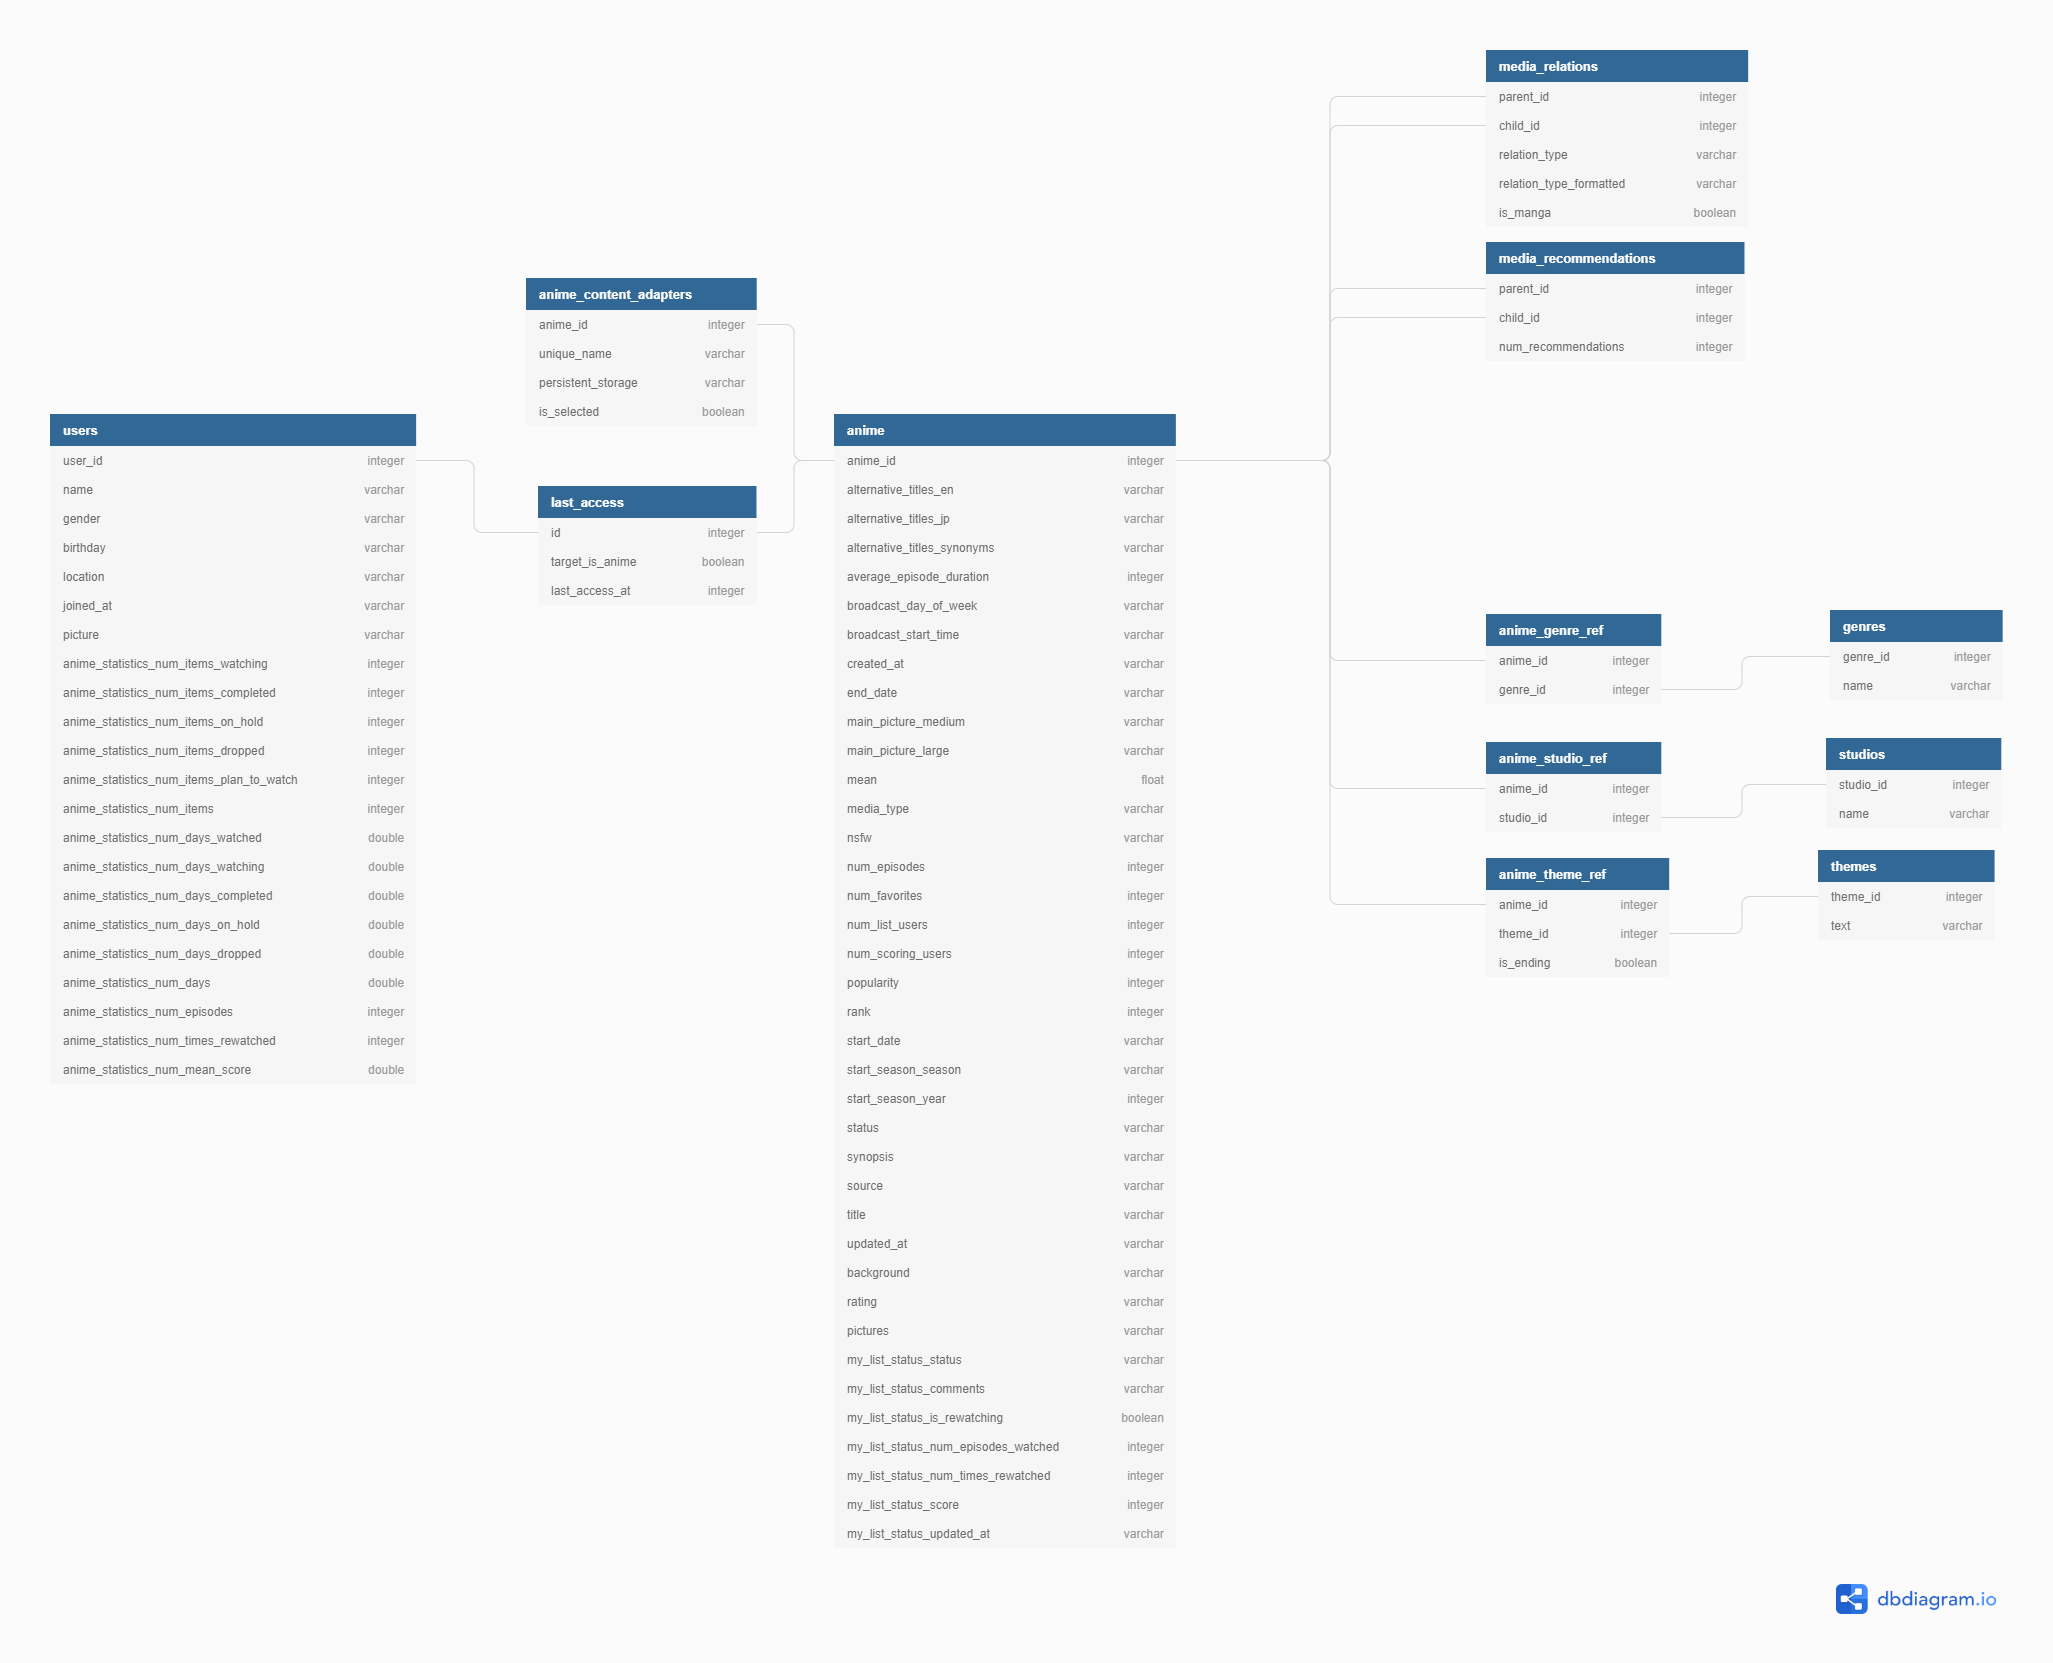 media_relations
parent_id integer
child_id integer
relation_type varchar
relation_type_formatted varchar
is_manga boolean
media_recommendations
parent_id integer
child_id integer
num_recommendations integer
anime_content_adapters
anime_id integer
unique_name varchar
persistent_storage varchar
is_selected boolean
users
user_id integer
name varchar
gender varchar
birthday varchar
location varchar
joined_at varchar
picture varchar
anime_statistics_num_items_watching integer
anime_statistics_num_items_completed integer
anime_statistics_num_items_on_hold integer
anime_statistics_num_items_dropped integer
anime_statistics_num_items_plan_to_watch integer
anime_statistics_num_items integer
anime_statistics_num_days_watched double
anime_statistics_num_days_watching double
anime_statistics_num_days_completed double
anime_statistics_num_days_on_hold double
anime_statistics_num_days_dropped double
anime_statistics_num_days double
anime_statistics_num_episodes integer
anime_statistics_num_times_rewatched integer
anime_statistics_num_mean_score double
last_access
id integer
target_is_anime boolean
last_access_at integer
anime
anime_id integer
alternative_titles_en varchar
alternative_titles_jp varchar
alternative_titles_synonyms varchar
average_episode_duration integer
broadcast_day_of_week varchar
broadcast_start_time varchar
created_at varchar
end_date varchar
main_picture_medium varchar
main_picture_large varchar
mean float
media_type varchar
nsfw varchar
num_episodes integer
num_favorites integer
num_list_users integer
num_scoring_users integer
popularity integer
rank integer
start_date varchar
start_season_season varchar
start_season_year integer
status varchar
synopsis varchar
source varchar
title varchar
updated_at varchar
background varchar
rating varchar
pictures varchar
my_list_status_status varchar
my_list_status_comments varchar
my_list_status_is_rewatching boolean
my_list_status_num_episodes_watched integer
my_list_status_num_times_rewatched integer
my_list_status_score integer
my_list_status_updated_at varchar
anime_genre_ref
anime_id integer
genre_id integer
genres
genre_id integer
name varchar
anime_studio_ref
anime_id integer
studio_id integer
studios
studio_id integer
name varchar
anime_theme_ref
anime_id integer
theme_id integer
is_ending boolean
themes
theme_id integer
text varchar
dbdiagram.io